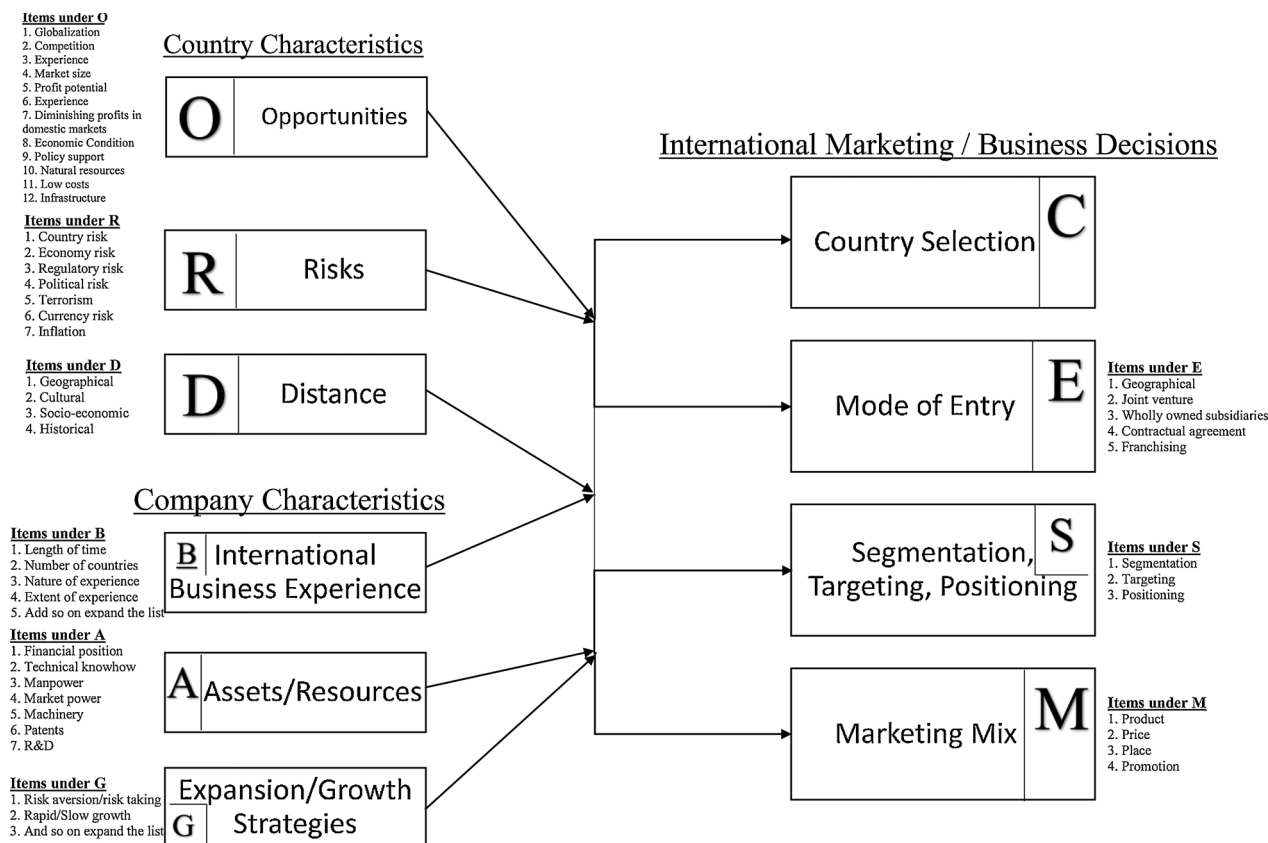 Items under O
1. Globalization
2. Competition
3. Experience
4. Market size
5. Profit potential
6. Experience
7. Diminishing profits in
domestic markets
8. Economic Condition
9. Policy support
10. Natural resources
11. Low costs
12. Infrastructure
Items under R
1. Country risk
2. Economy risk
3. Regulatory risk
4. Political risk
5. Terrorism
6. Currency risk
7. Inflation
Items under D
1. Geographical
2. Cultural
3. Socio-economic
4. Historical
Items under B
1. Length of time
2. Number of countries
3. Nature of experience
4. Extent of experience
5. Add so on expand the list
Items under A
1. Financial position
2. Technical knowhow
3. Manpower
4. Market power
5. Machinery
6. Patents
7. R&D
Items under G
1. Risk aversion/risk taking
2. Rapid/Slow growth
3. And so on expand the list
Country Characteristics
O Opportunities
R Risks
D Distance
Company Characteristics
B International
Business Experience
A Assets/Resources
Expansion/Growth
G Strategies
International Marketing / Business Decisions
Country Selection C
Mode of Entry E
Segmentation, S
Targeting, Positioning
Marketing Mix M
Items under E
1. Geographical
2. Joint venture
3. Wholly owned subsidiaries
4. Contractual agreement
5. Franchising
Items under S
1. Segmentation
2. Targeting
3. Positioning
Items under M
1. Product
2. Price
3. Place
4. Promotion